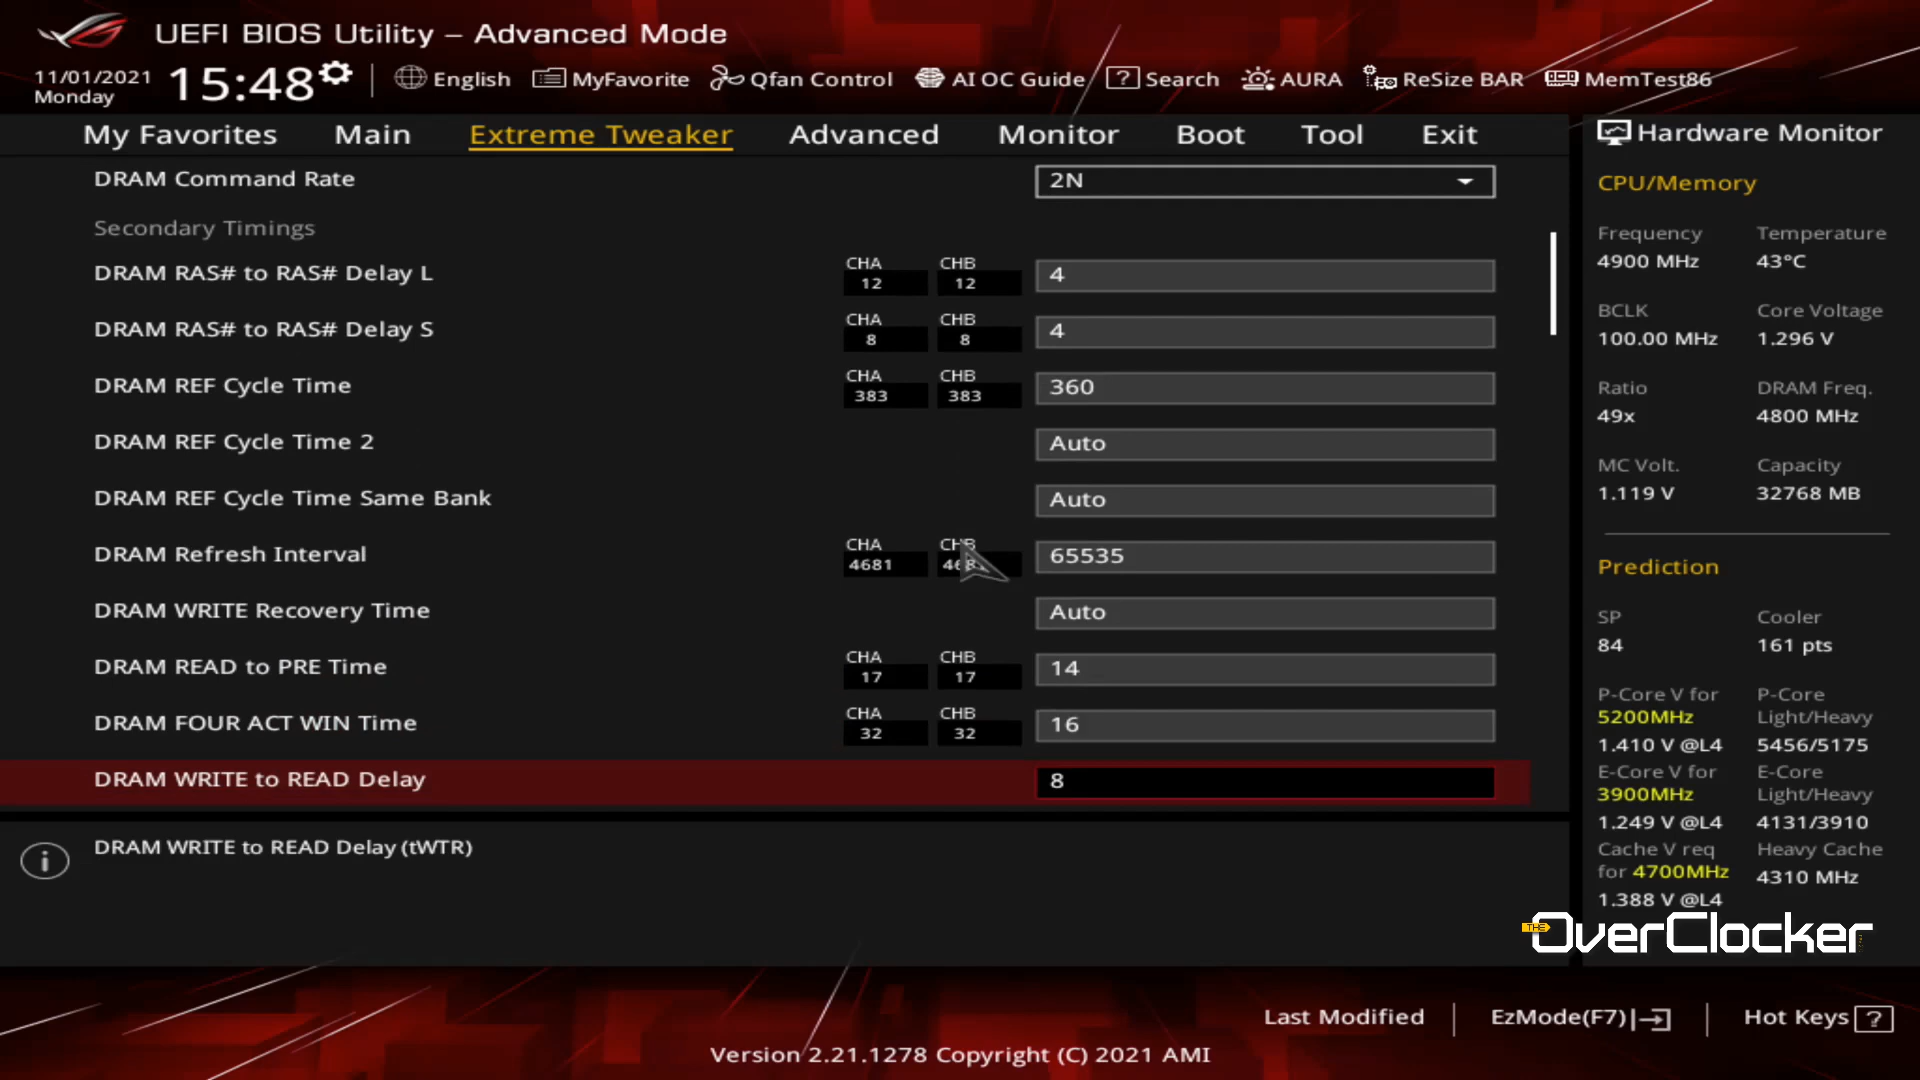 UEFI BIOS Utility – Advanced Mode
11/01/2021
Monday
15:48
English
MyFavorite
Qfan Control
AI OC Guide
? Search
AURA
ReSize BAR
MemTest86
My Favorites
Main
Extreme Tweaker
Advanced
Monitor
Boot
Tool
Exit
DRAM Command Rate
2N
Secondary Timings
DRAM RAS# to RAS# Delay L
CHA CHB
12 12
4
DRAM RAS# to RAS# Delay S
CHA CHB
8 8
4
DRAM REF Cycle Time
CHA CHB
383 383
360
DRAM REF Cycle Time 2
Auto
DRAM REF Cycle Time Same Bank
Auto
DRAM Refresh Interval
CHA CHB
4681
65535
DRAM WRITE Recovery Time
Auto
DRAM READ to PRE Time
CHA CHB
17 17
14
DRAM FOUR ACT WIN Time
CHA CHB
32 32
16
DRAM WRITE to READ Delay
8
i
DRAM WRITE to READ Delay (tWTR)
Hardware Monitor
CPU/Memory
Frequency Temperature
4900 MHz 43°C
BCLK Core Voltage
100.00 MHz 1.296 V
Ratio DRAM Freq.
49x 4800 MHz
MC Volt. Capacity
1.119 V 32768 MB
Prediction
SP Cooler
84 161 pts
P-Core V for P-Core
5200MHz Light/Heavy
1.410 V @L4 5456/5175
E-Core V for E-Core
3900MHz Light/Heavy
1.249 V @L4 4131/3910
Cache V req Heavy Cache
for 4700MHz 4310 MHz
1.388 V @L4
THE OverClocker
Last Modified
EzMode(F7)
Hot Keys ?
Version 2.21.1278 Copyright (C) 2021 AMI